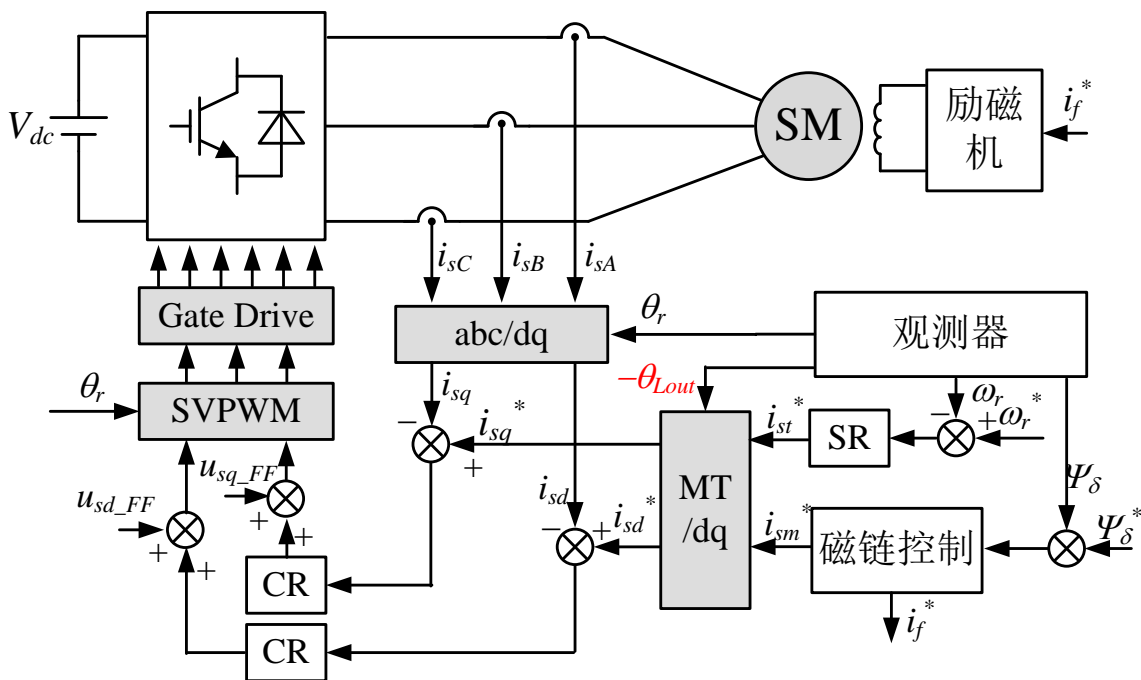 V_dc
SM
励磁
机
i_f^*
i_sC
i_sB
i_sA
Gate Drive
abc/dq
θ_r
观测器
−θ_Lout
θ_r
SVPWM
i_sq
−
i_sq^*
+
MT
/dq
i_st^*
SR
ω_r
−
+
ω_r^*
u_sq_FF
+
+
u_sd_FF
+
+
i_sd
−
+
i_sd^*
i_sm^*
磁链控制
Ψ_δ
Ψ_δ^*
CR
CR
i_f^*